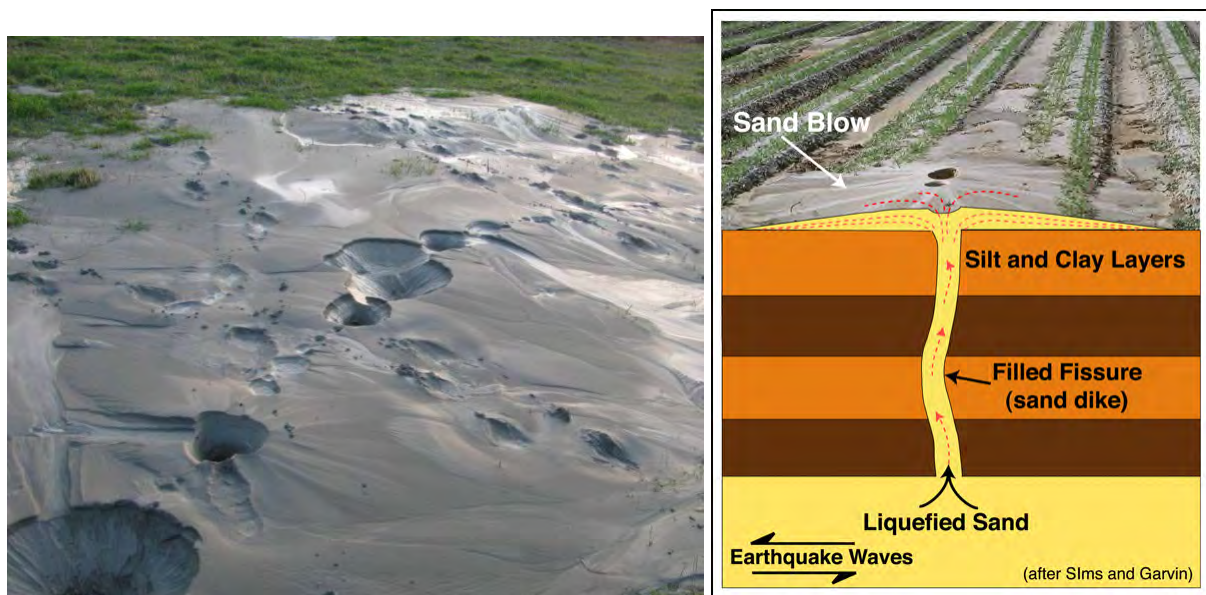 Sand Blow
Silt and Clay Layers
Filled Fissure
(sand dike)
Liquefied Sand
Earthquake Waves
(after SIms and Garvin)